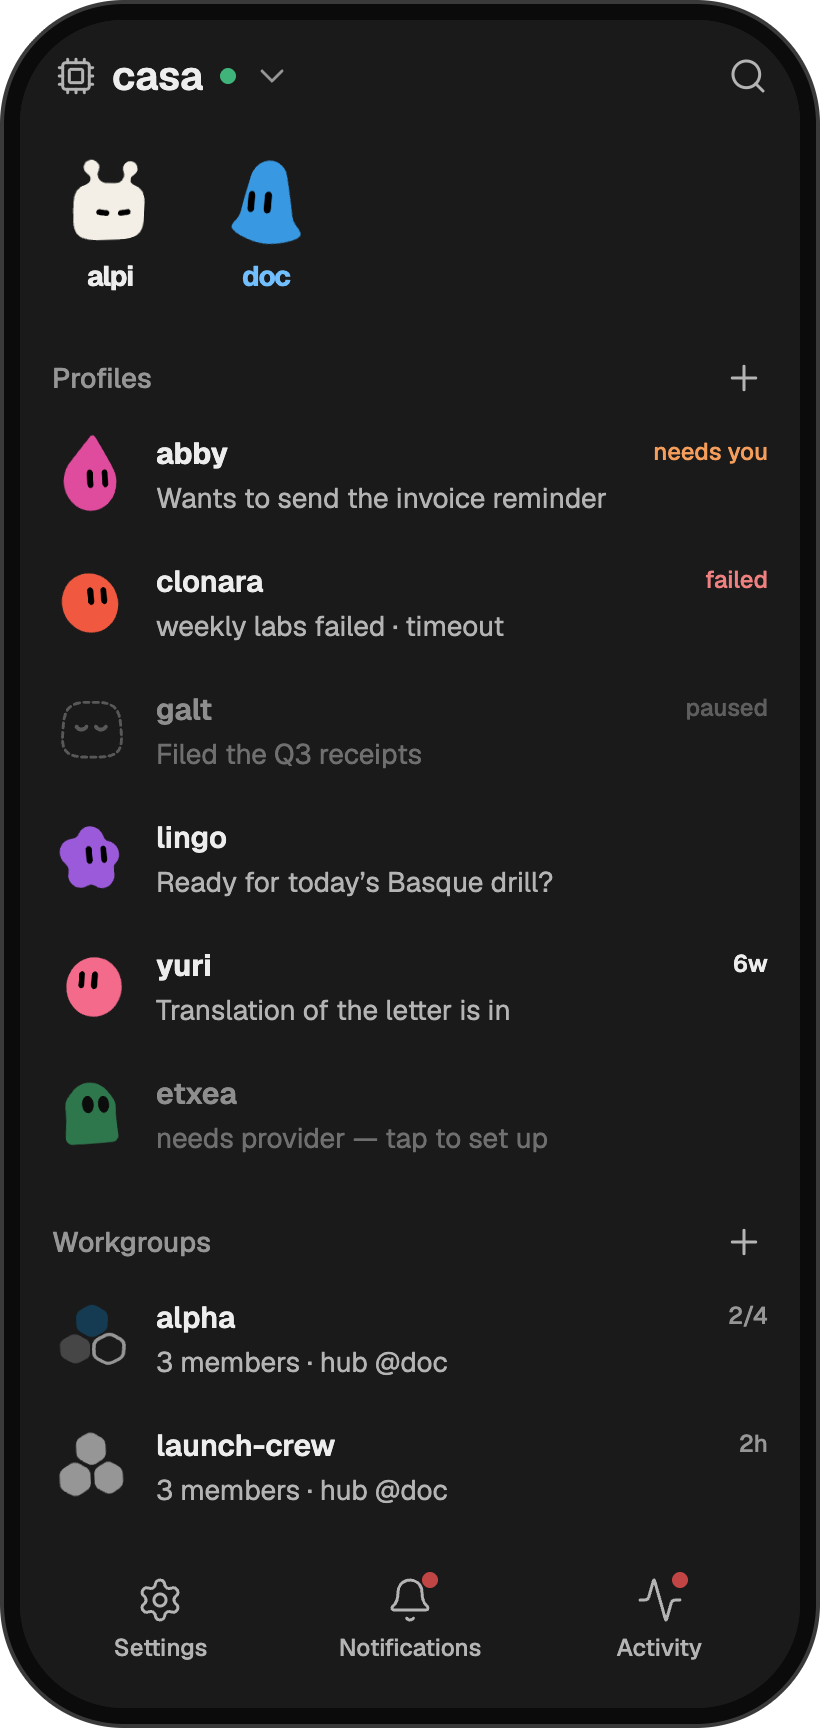 casa
alpi
doc
Profiles
abby
needs you
Wants to send the invoice reminder
clonara
failed
weekly labs failed · timeout
galt
paused
Filed the Q3 receipts
lingo
Ready for today’s Basque drill?
yuri
6w
Translation of the letter is in
etxea
needs provider — tap to set up
Workgroups
alpha
2/4
3 members · hub @doc
launch-crew
2h
3 members · hub @doc
Settings
Notifications
Activity